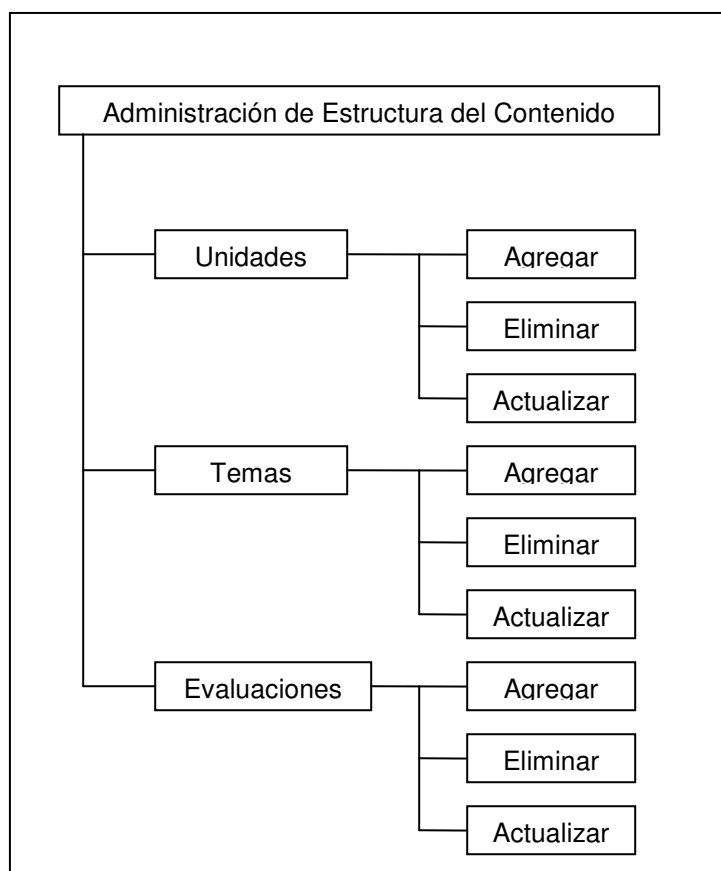 Administración de Estructura del Contenido
Unidades
Agregar
Eliminar
Actualizar
Temas
Agregar
Eliminar
Actualizar
Evaluaciones
Agregar
Eliminar
Actualizar